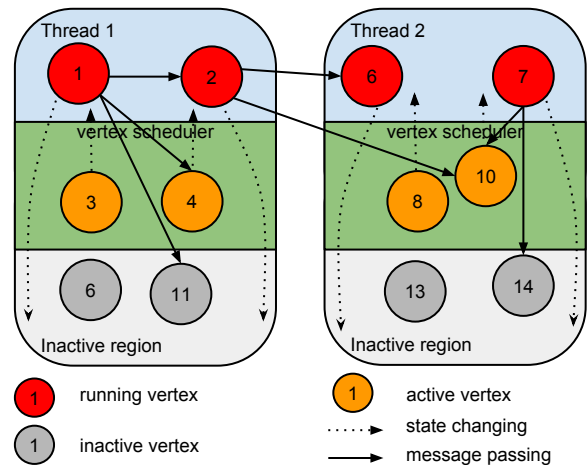 Thread 1
Thread 2
1
2
6
7
vertex scheduler
vertex scheduler
3
4
8
10
6
11
13
14
Inactive region
Inactive region
1 running vertex
1 active vertex
state changing
1 inactive vertex
message passing